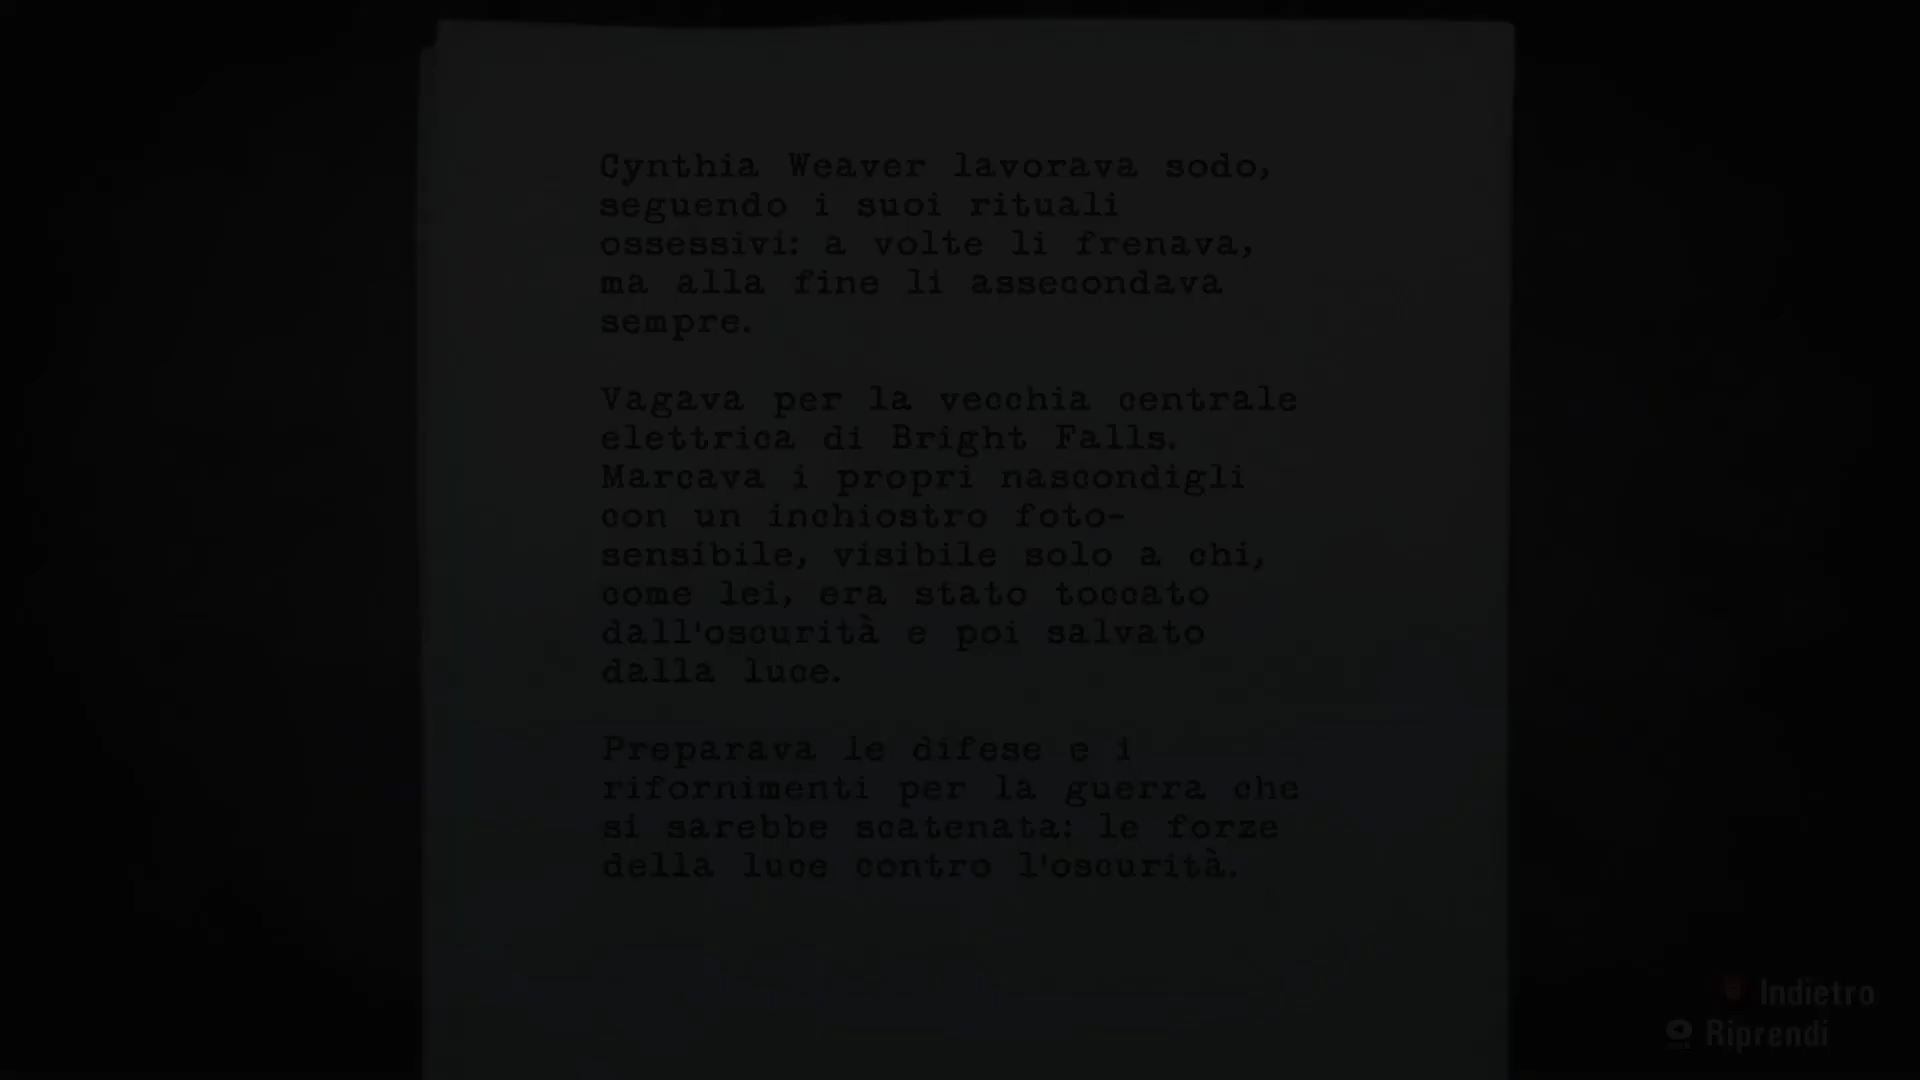 Cynthia Weaver lavorava sodo,
seguendo i suoi rituali
ossessivi: a volte li frenava,
ma alla fine li assecondava
sempre.
Vagava per la vecchia centrale
elettrica di Bright Falls.
Marcava i propri nascondigli
con un inchiostro foto-
sensibile, visibile solo a chi,
come lei, era stato toccato
dall'oscurità e poi salvato
dalla luce.
Preparava le difese e i
rifornimenti per la guerra che
si sarebbe scatenata: le forze
della luce contro l'oscurità.
Indietro
Riprendi